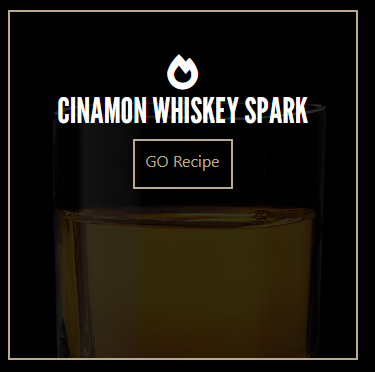 CINAMON WHISKEY SPARK
GO Recipe